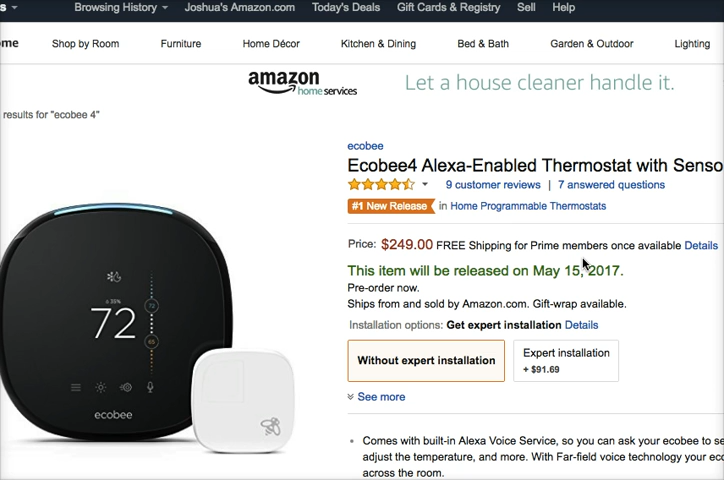 Browsing History
Joshua's Amazon.com
Today's Deals
Gift Cards & Registry
Sell
Help
me
Shop by Room
Furniture
Home Décor
Kitchen & Dining
Bed & Bath
Garden & Outdoor
Lighting
amazon
home services
Let a house cleaner handle it.
results for "ecobee 4"
ecobee
Ecobee4 Alexa-Enabled Thermostat with Senso
9 customer reviews | 7 answered questions
#1 New Release in Home Programmable Thermostats
Price: $249.00 FREE Shipping for Prime members once available Details
This item will be released on May 15, 2017.
Pre-order now.
Ships from and sold by Amazon.com. Gift-wrap available.
Installation options: Get expert installation Details
Without expert installation
Expert installation
+ $91.69
See more
72
72
ecobee
Comes with built-in Alexa Voice Service, so you can ask your ecobee to se
adjust the temperature, and more. With Far-field voice technology your eco
across the room.